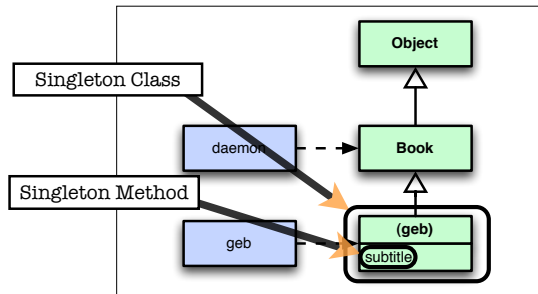 Object
Singleton Class
daemon
Book
Singleton Method
(geb)
geb
subtitle